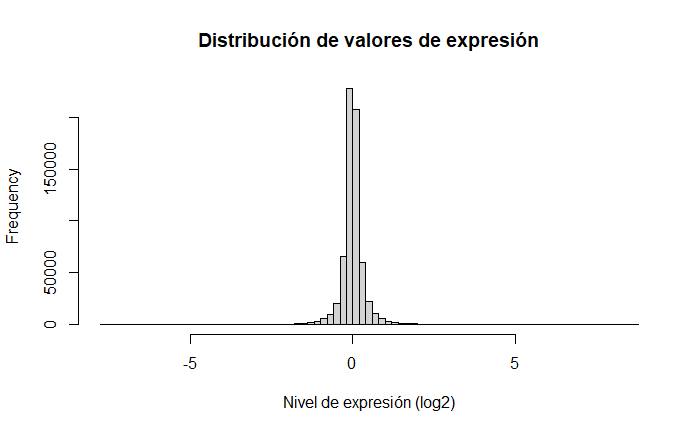 Distribución de valores de expresión
Frequency
150000
50000
0
-5 0 5
Nivel de expresión (log2)